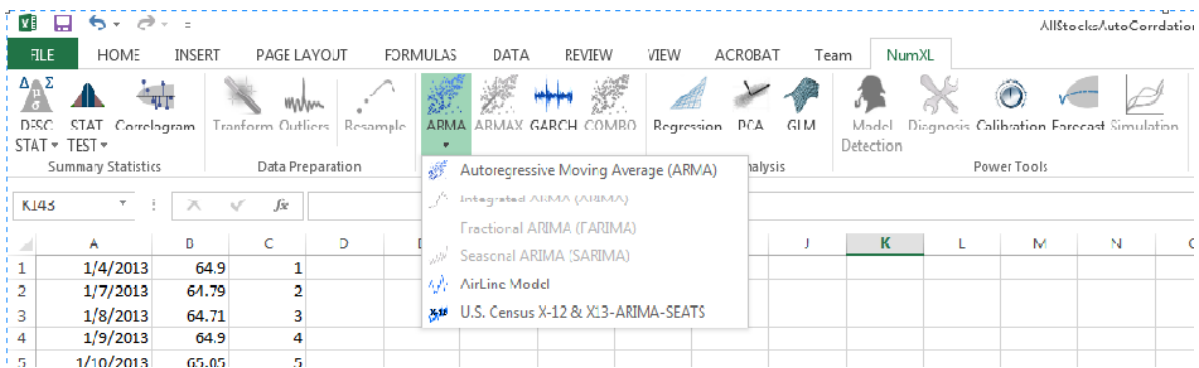 AllStocksAutoCorrelation
FILE HOME INSERT PAGE LAYOUT FORMULAS DATA REVIEW VIEW ACROBAT Team NumXL
DESC STAT STAT TEST Correlogram Tranform Outliers Resample ARMA ARMAX GARCH COMBO Regression PCA GLM Model Detection Diagnosis Calibration Forecast Simulation
Summary Statistics Data Preparation Power Tools
Autoregressive Moving Average (ARMA)
Integrated ARMA (ARIMA)
Fractional ARIMA (FARIMA)
Seasonal ARIMA (SARIMA)
AirLine Model
X-12 U.S. Census X-12 & X13-ARIMA-SEATS
K143 fx
A B C D J K L M N
1 1/4/2013 64.9 1
2 1/7/2013 64.79 2
3 1/8/2013 64.71 3
4 1/9/2013 64.9 4
5 1/10/2013 65.05 5